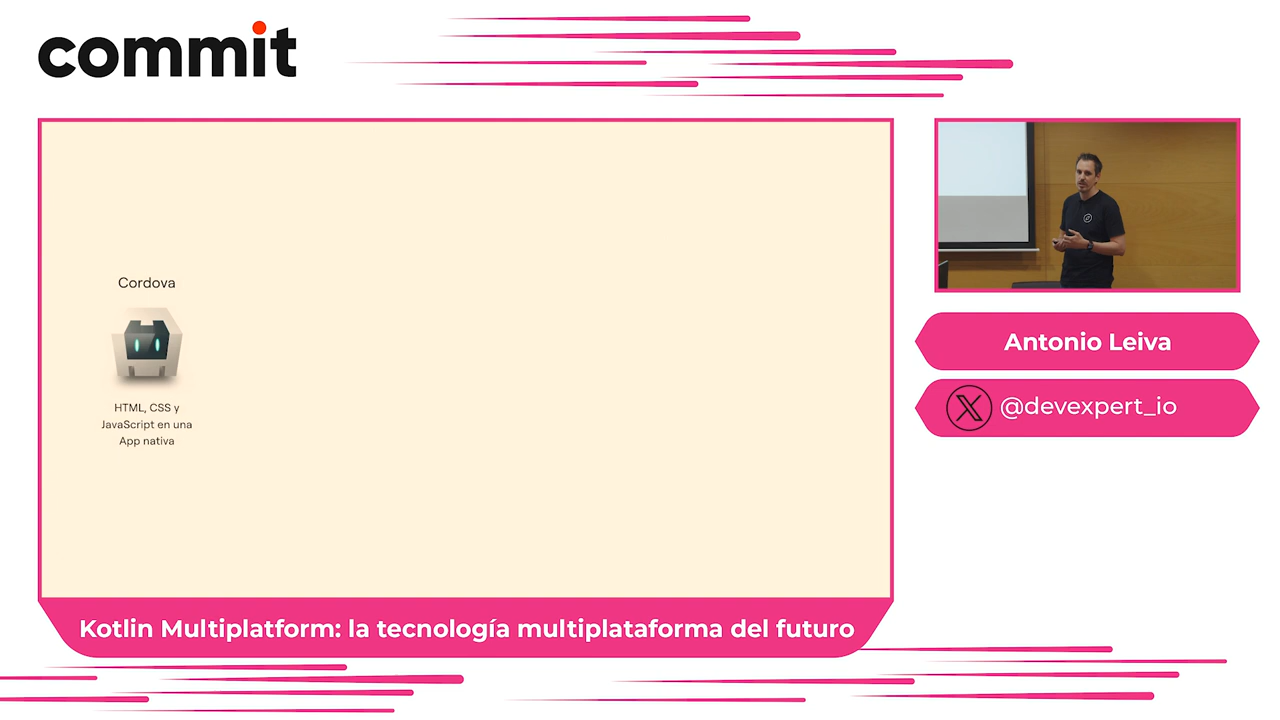 commit
Cordova
HTML, CSS y
JavaScript en una
App nativa
Antonio Leiva
@devexpert_io
Kotlin Multiplatform: la tecnología multiplataforma del futuro